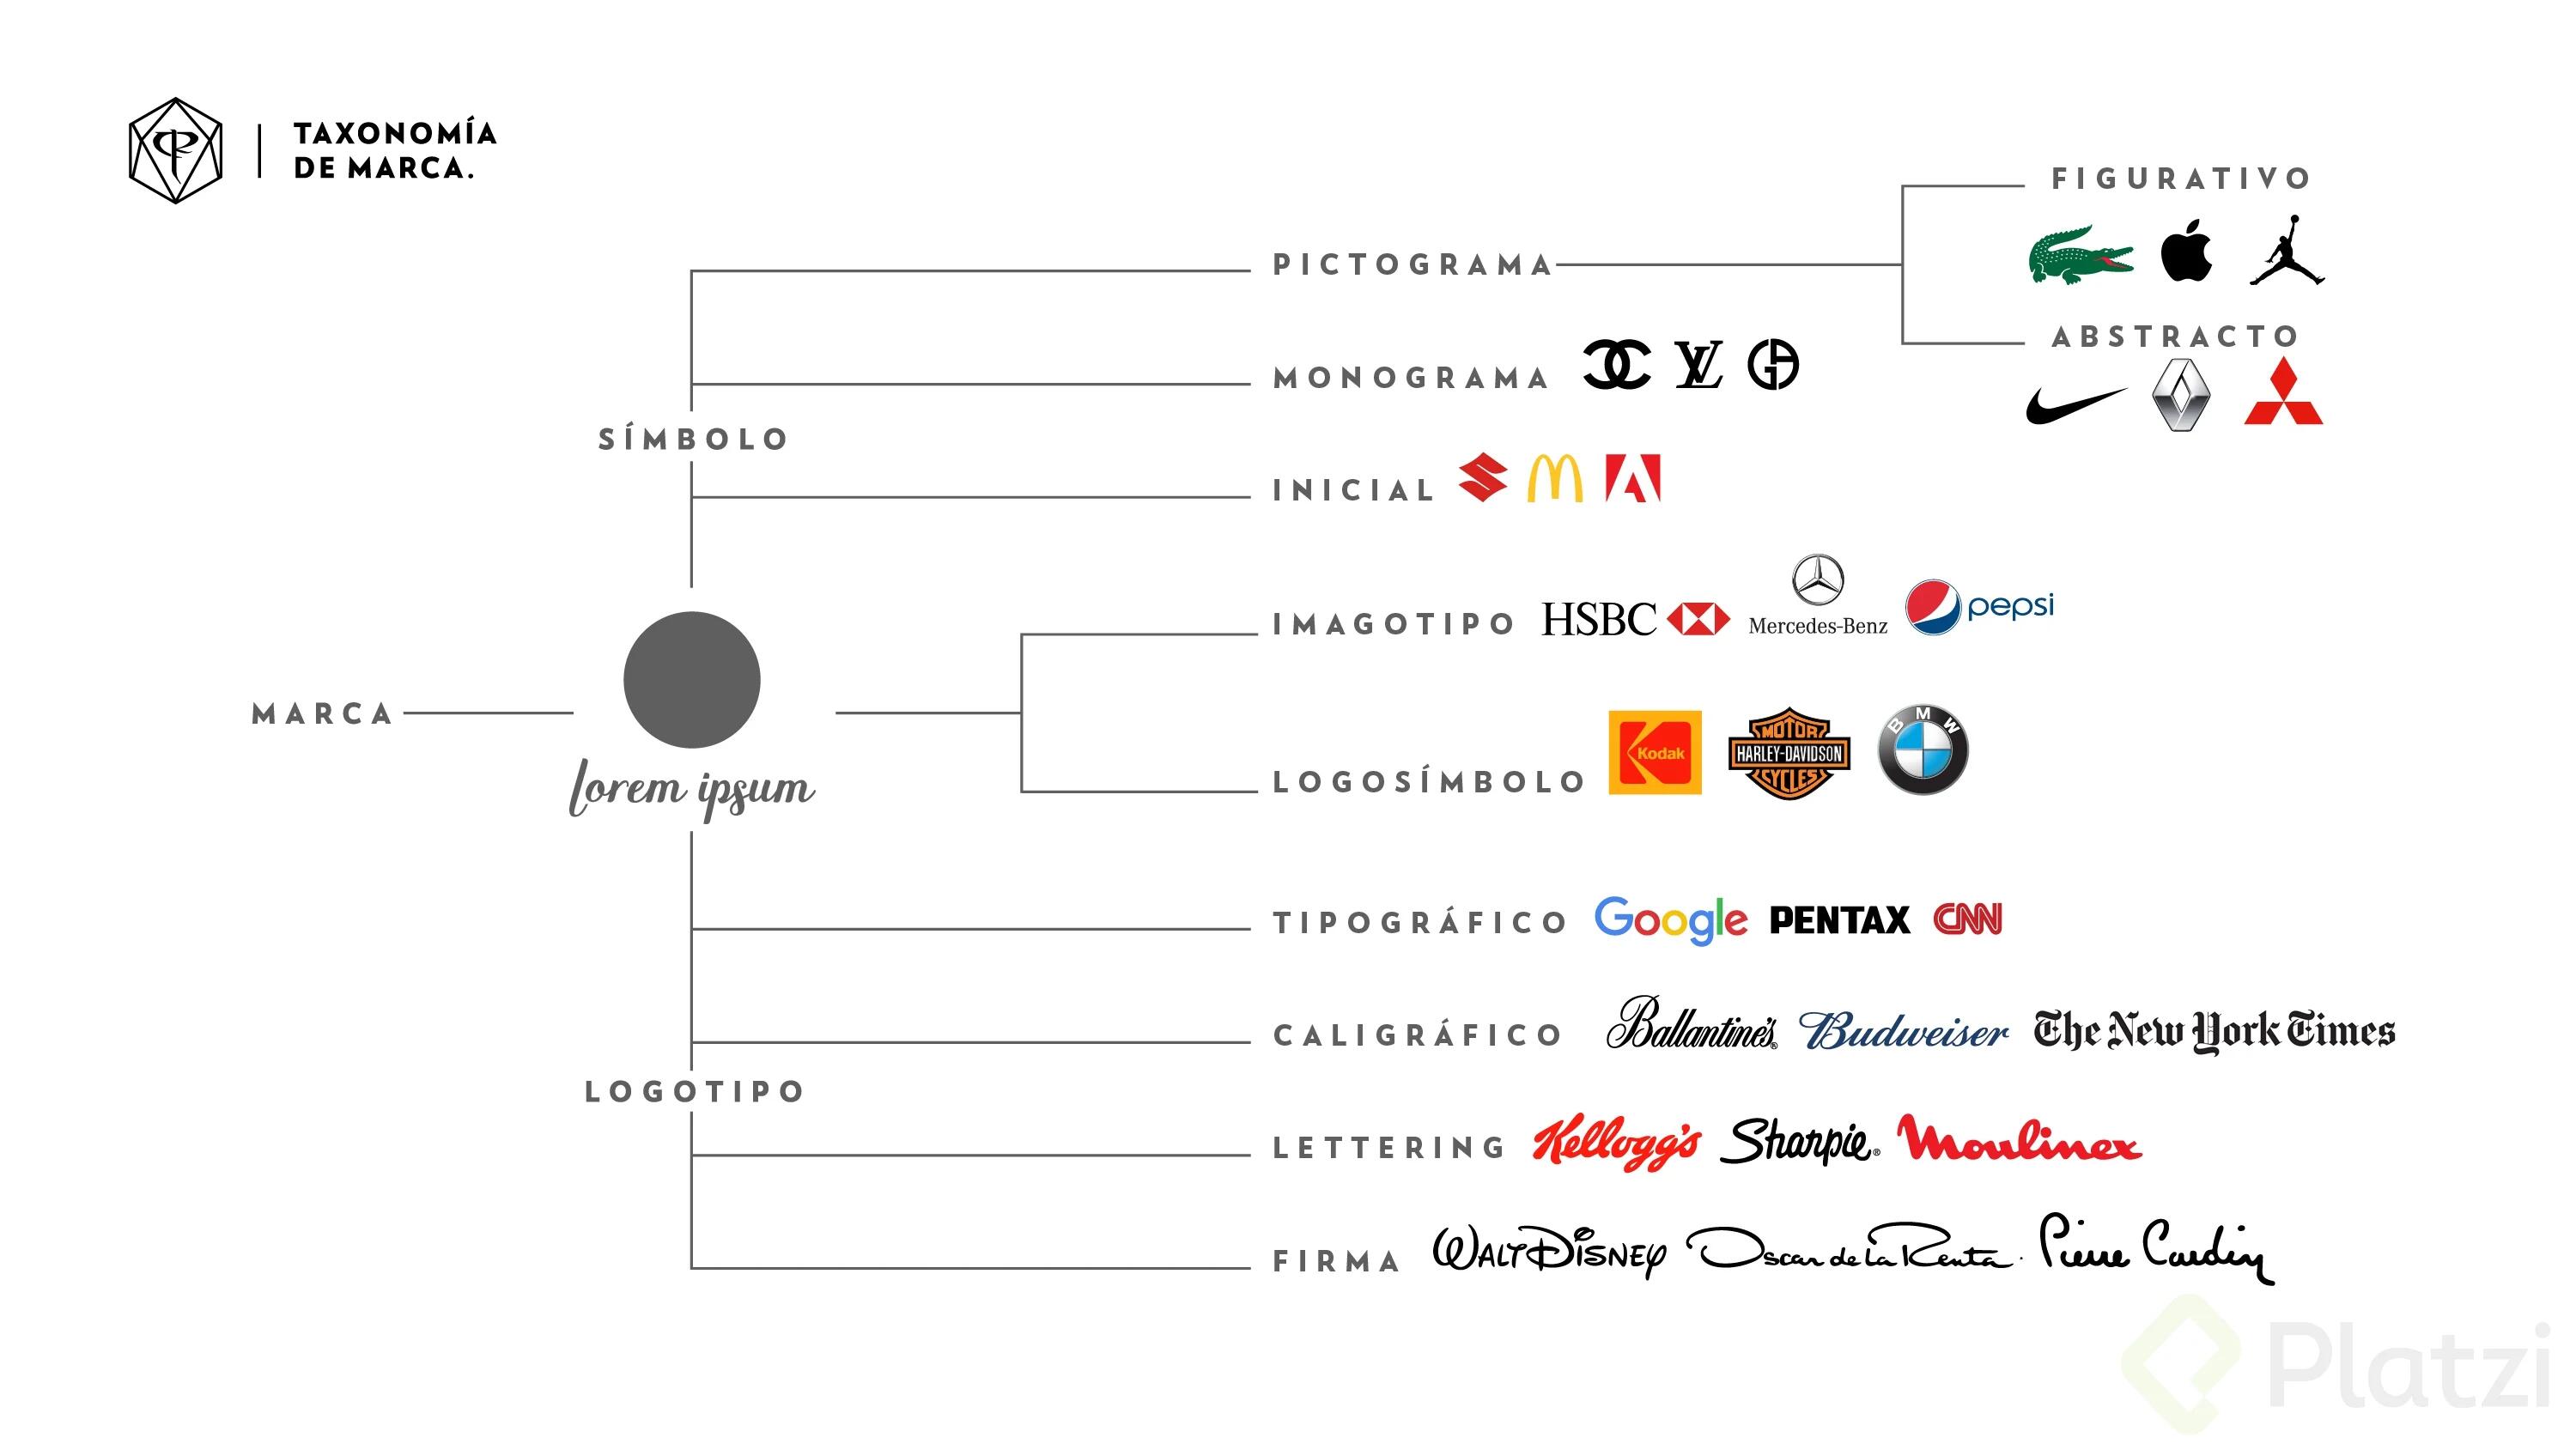 TAXONOMÍA
DE MARCA.
FIGURATIVO
PICTOGRAMA
ABSTRACTO
MONOGRAMA
SÍMBOLO
INICIAL
IMAGOTIPO HSBC Mercedes-Benz pepsi
MARCA
lorem ipsum
LOGOSÍMBOLO Kodak MOTOR HARLEY-DAVIDSON CYCLES BMW
TIPOGRÁFICO Google PENTAX CNN
CALIGRÁFICO Ballantine's® Budweiser The New York Times
LOGOTIPO
LETTERING Kellogg's Sharpie® Moulinex
FIRMA WALT DISNEY Oscar de la Renta Pierre Cardin
Platzi